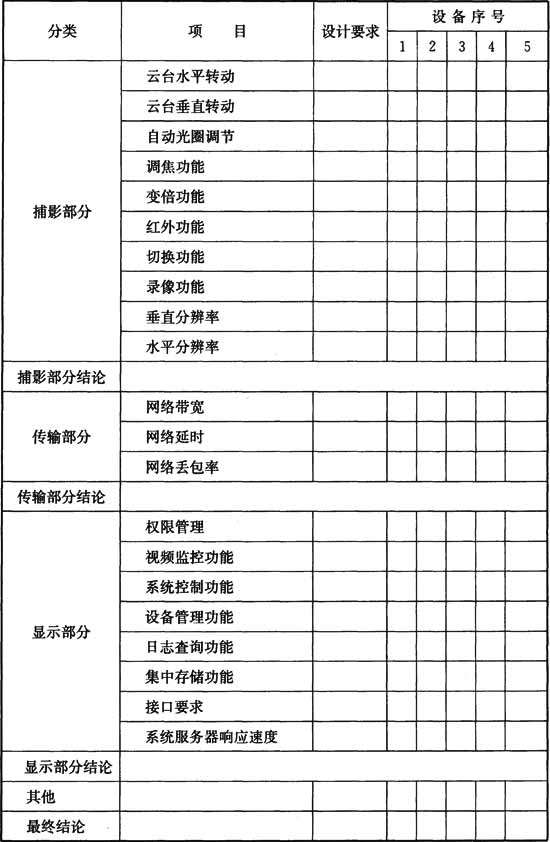 分类 项 目 设计要求 设备序号
1 2 3 4 5
捕影部分
云台水平转动
云台垂直转动
自动光圈调节
调焦功能
变倍功能
红外功能
切换功能
录像功能
垂直分辨率
水平分辨率
捕影部分结论
传输部分
网络带宽
网络延时
网络丢包率
传输部分结论
显示部分
权限管理
视频监控功能
系统控制功能
设备管理功能
日志查询功能
集中存储功能
接口要求
系统服务器响应速度
显示部分结论
其他
最终结论